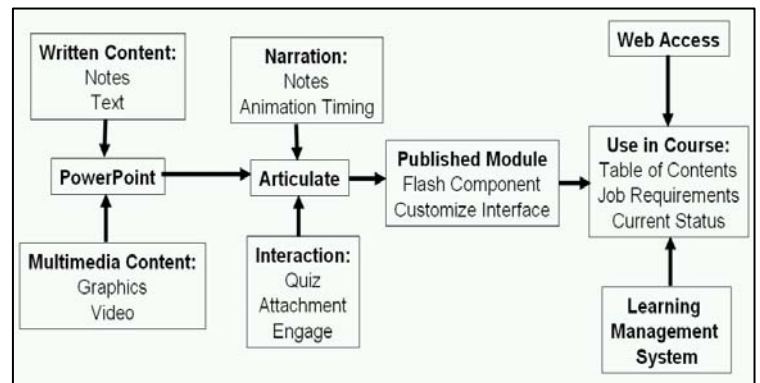 Written Content:
Notes
Text
PowerPoint
Multimedia Content:
Graphics
Video
Narration:
Notes
Animation Timing
Articulate
Interaction:
Quiz
Attachment
Engage
Published Module
Flash Component
Customize Interface
Web Access
Use in Course:
Table of Contents
Job Requirements
Current Status
Learning
Management
System